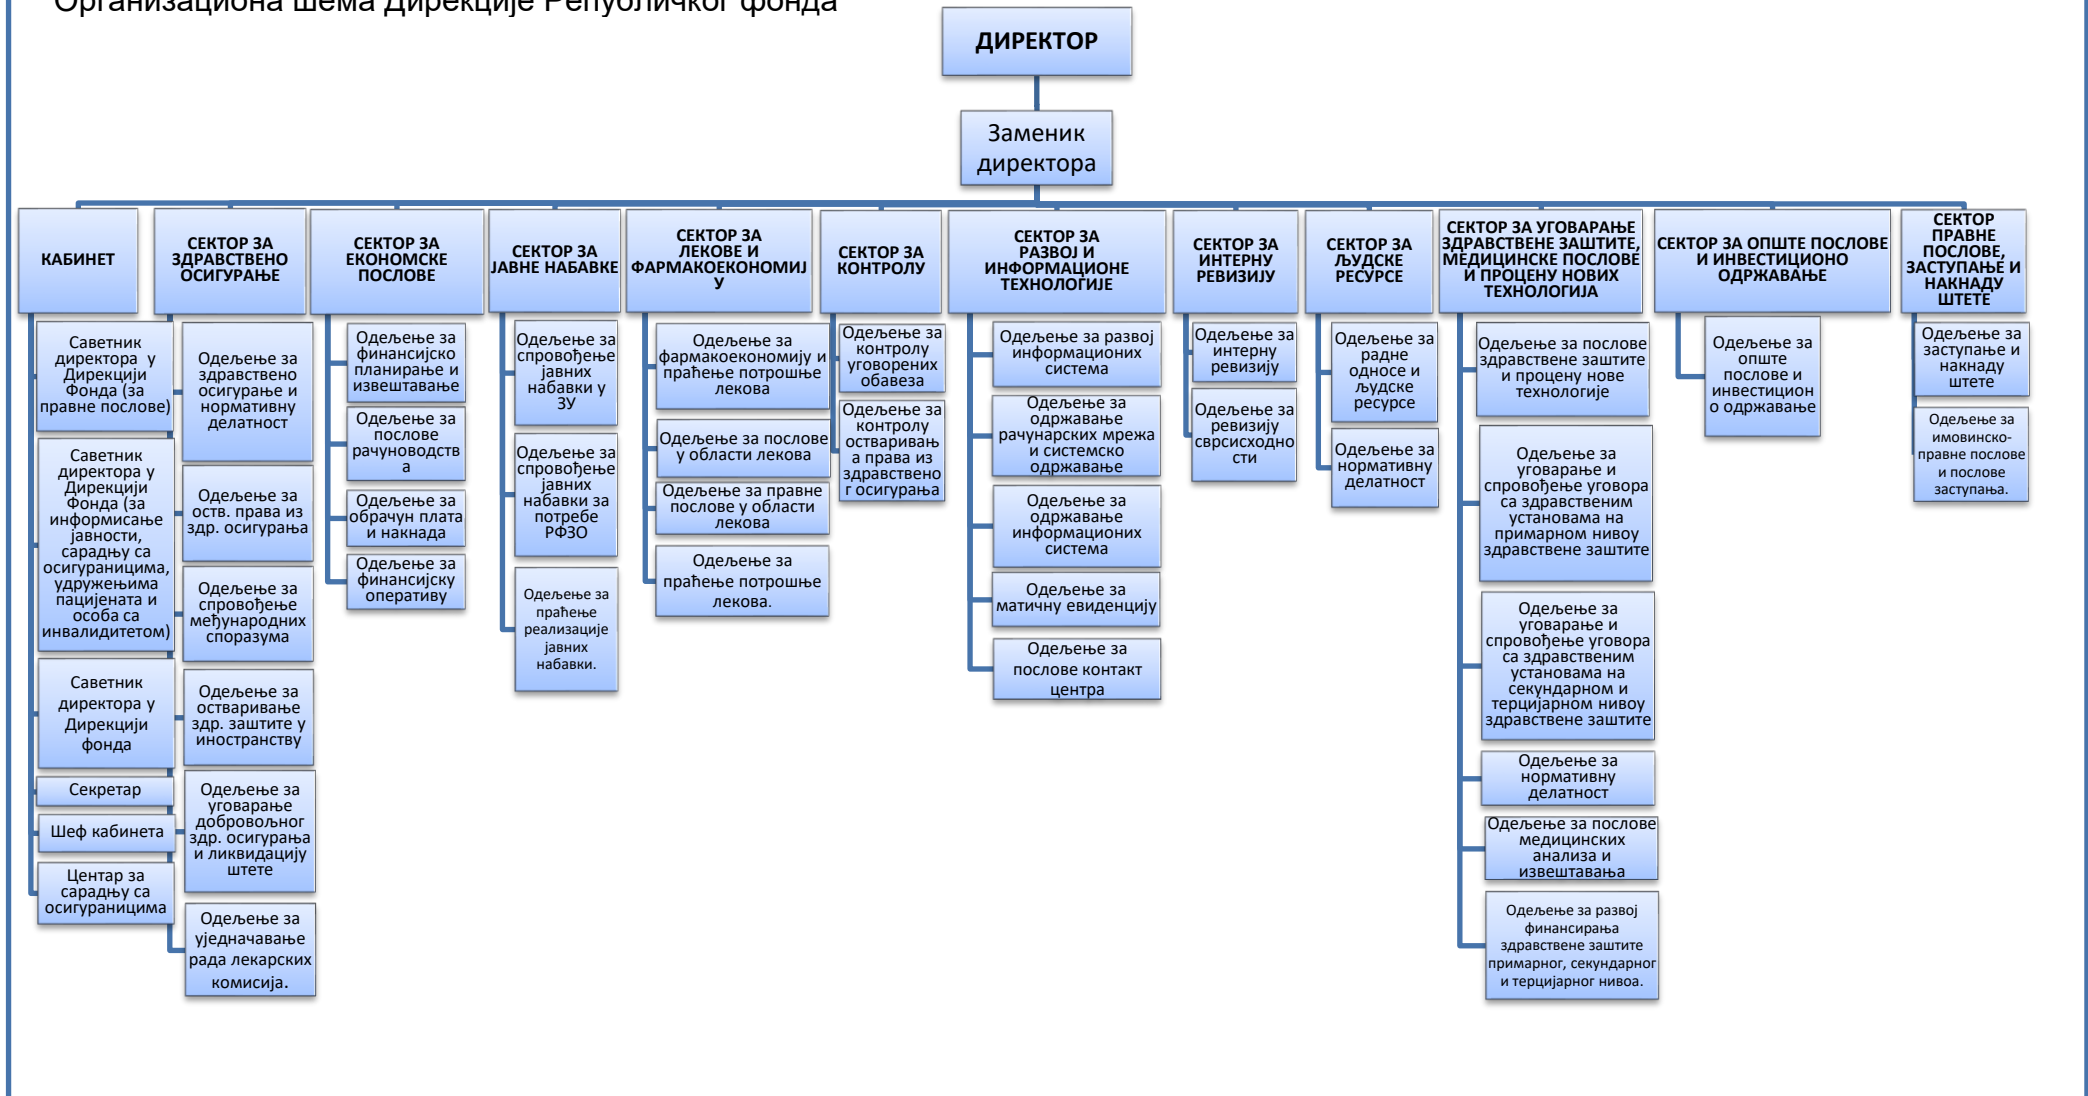 Организациона шема Дирекције Републичког фонда
ДИРЕКТОР
Заменик
директора
КАБИНЕТ
Саветник
директора у
Дирекцији
Фонда (за
правне послове)
Саветник
директора у
Дирекцији
Фонда (за
информисање
јавности,
сарадњу са
осигураницима,
удружењима
пацијената и
особа са
инвалидитетом)
Саветник
директора у
Дирекцији
фонда
Секретар
Шеф кабинета
Центар за
сарадњу са
осигураницима
СЕКТОР ЗА
ЗДРАВСТВЕНО
ОСИГУРАЊЕ
Одељење за
здравствено
осигурање и
нормативну
делатност
Одељење за
оств. права из
здр. осигурања
Одељење за
спровођење
међународних
споразума
Одељење за
остваривање
здр. заштите у
иностранству
Одељење за
уговарање
добровољног
здр. осигурања
и ликвидацију
штете
Одељење за
уједначавање
рада лекарских
комисија.
СЕКТОР ЗА
ЕКОНОМСКЕ
ПОСЛОВЕ
Одељење за
финансијско
планирање и
извештавање
Одељење за
послове
рачуноводств
а
Одељење за
обрачун плата
и накнада
Одељење за
финансијску
оперативу
СЕКТОР ЗА
ЈАВНЕ НАБАВКЕ
Одељење за
спровођење
јавних
набавки у
ЗУ
Одељење за
спровођење
јавних
набавки за
потребе
РФЗО
Одељење за
праћење
реализације
јавних
набавки.
СЕКТОР ЗА
ЛЕКОВЕ И
ФАРМАКОЕКОНОМИЈ
У
Одељење за
фармакоекономију и
праћење потрошње
лекова
Одељење за послове
у области лекова
Одељење за правне
послове у области
лекова
Одељење за
праћење потрошње
лекова.
СЕКТОР ЗА
КОНТРОЛУ
Одељење за
контролу
уговорених
обавеза
Одељење за
контролу
остваривањ
а права из
здравствено
г осигурања
СЕКТОР ЗА
РАЗВОЈ И
ИНФОРМАЦИОНЕ
ТЕХНОЛОГИЈЕ
Одељење за развој
информационих
система
Одељење за
одржавање
рачунарских мрежа
и системско
одржавање
Одељење за
одржавање
информационих
система
Одељење за
матичну евиденцију
Одељење за
послове контакт
центра
СЕКТОР ЗА
ИНТЕРНУ
РЕВИЗИЈУ
Одељење за
интерну
ревизију
Одељење за
ревизију
сврсисходно
сти
СЕКТОР ЗА
ЉУДСКЕ
РЕСУРСЕ
Одељење за
радне
односе и
људске
ресурсе
Одељење за
нормативну
делатност
СЕКТОР ЗА УГОВАРАЊЕ
ЗДРАВСТВЕНЕ ЗАШТИТЕ,
МЕДИЦИНСКЕ ПОСЛОВЕ
И ПРОЦЕНУ НОВИХ
ТЕХНОЛОГИЈА
Одељење за послове
здравствене заштите
и процену нове
технологије
Одељење за
уговарање и
спровођење уговора
са здравственим
установама на
примарном нивоу
здравствене заштите
Одељење за
уговарање и
спровођење уговора
са здравственим
установама на
секундарном и
терцијарном нивоу
здравствене заштите
Одељење за
нормативну
делатност
Одељење за послове
медицинских
анализа и
извештавања
Одељење за развој
финансирања
здравствене заштите
примарног, секундарног
и терцијарног нивоа.
СЕКТОР ЗА ОПШТЕ ПОСЛОВЕ
И ИНВЕСТИЦИОНО
ОДРЖАВАЊЕ
Одељење за
опште
послове и
инвестицион
о одржавање
СЕКТОР
ПРАВНЕ
ПОСЛОВЕ,
ЗАСТУПАЊЕ И
НАКНАДУ
ШТЕТЕ
Одељење за
заступање и
накнаду
штете
Одељење за
имовинско-
правне послове
и послове
заступања.